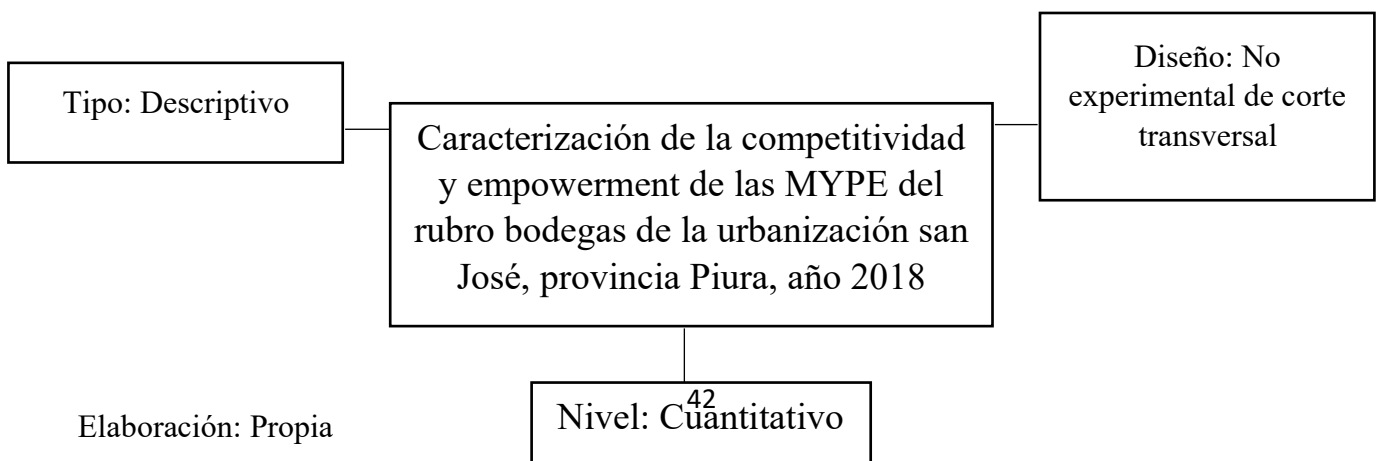 Tipo: Descriptivo
Diseño: No
experimental de corte
transversal
Caracterización de la competitividad
y empowerment de las MYPE del
rubro bodegas de la urbanización san
José, provincia Piura, año 2018
42
Nivel: Cuantitativo
Elaboración: Propia